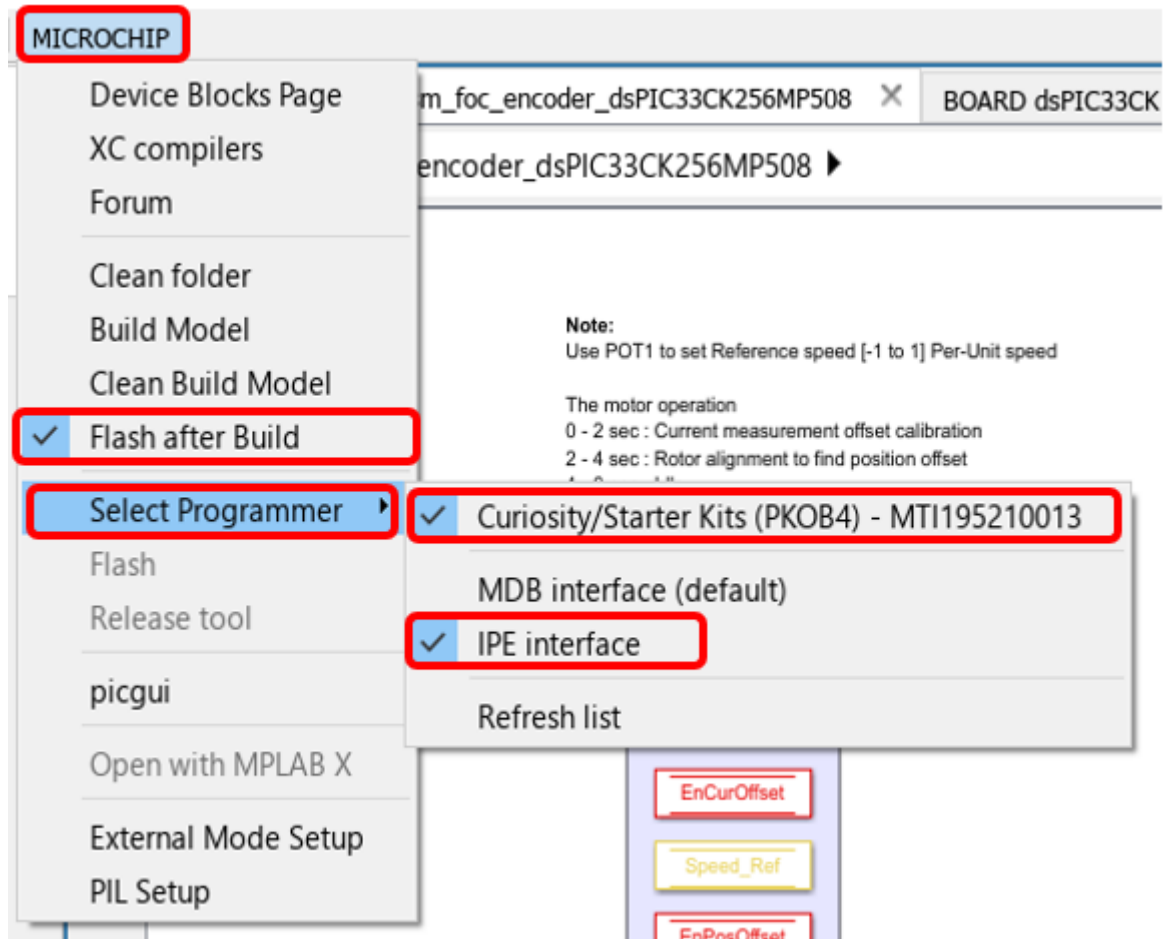 MICROCHIP
Device Blocks Page
XC compilers
Forum
Clean folder
Build Model
Clean Build Model
Flash after Build
Select Programmer
Flash
Release tool
picgui
Open with MPLAB X
External Mode Setup
PIL Setup
Curiosity/Starter Kits (PKOB4) - MTI195210013
MDB interface (default)
IPE interface
Refresh list
m_foc_encoder_dsPIC33CK256MP508
BOARD dsPIC33CK
encoder_dsPIC33CK256MP508
Note:
Use POT1 to set Reference speed [-1 to 1] Per-Unit speed
The motor operation
0 - 2 sec : Current measurement offset calibration
2 - 4 sec : Rotor alignment to find position offset
EnCurOffset
Speed_Ref
EnPosOffset